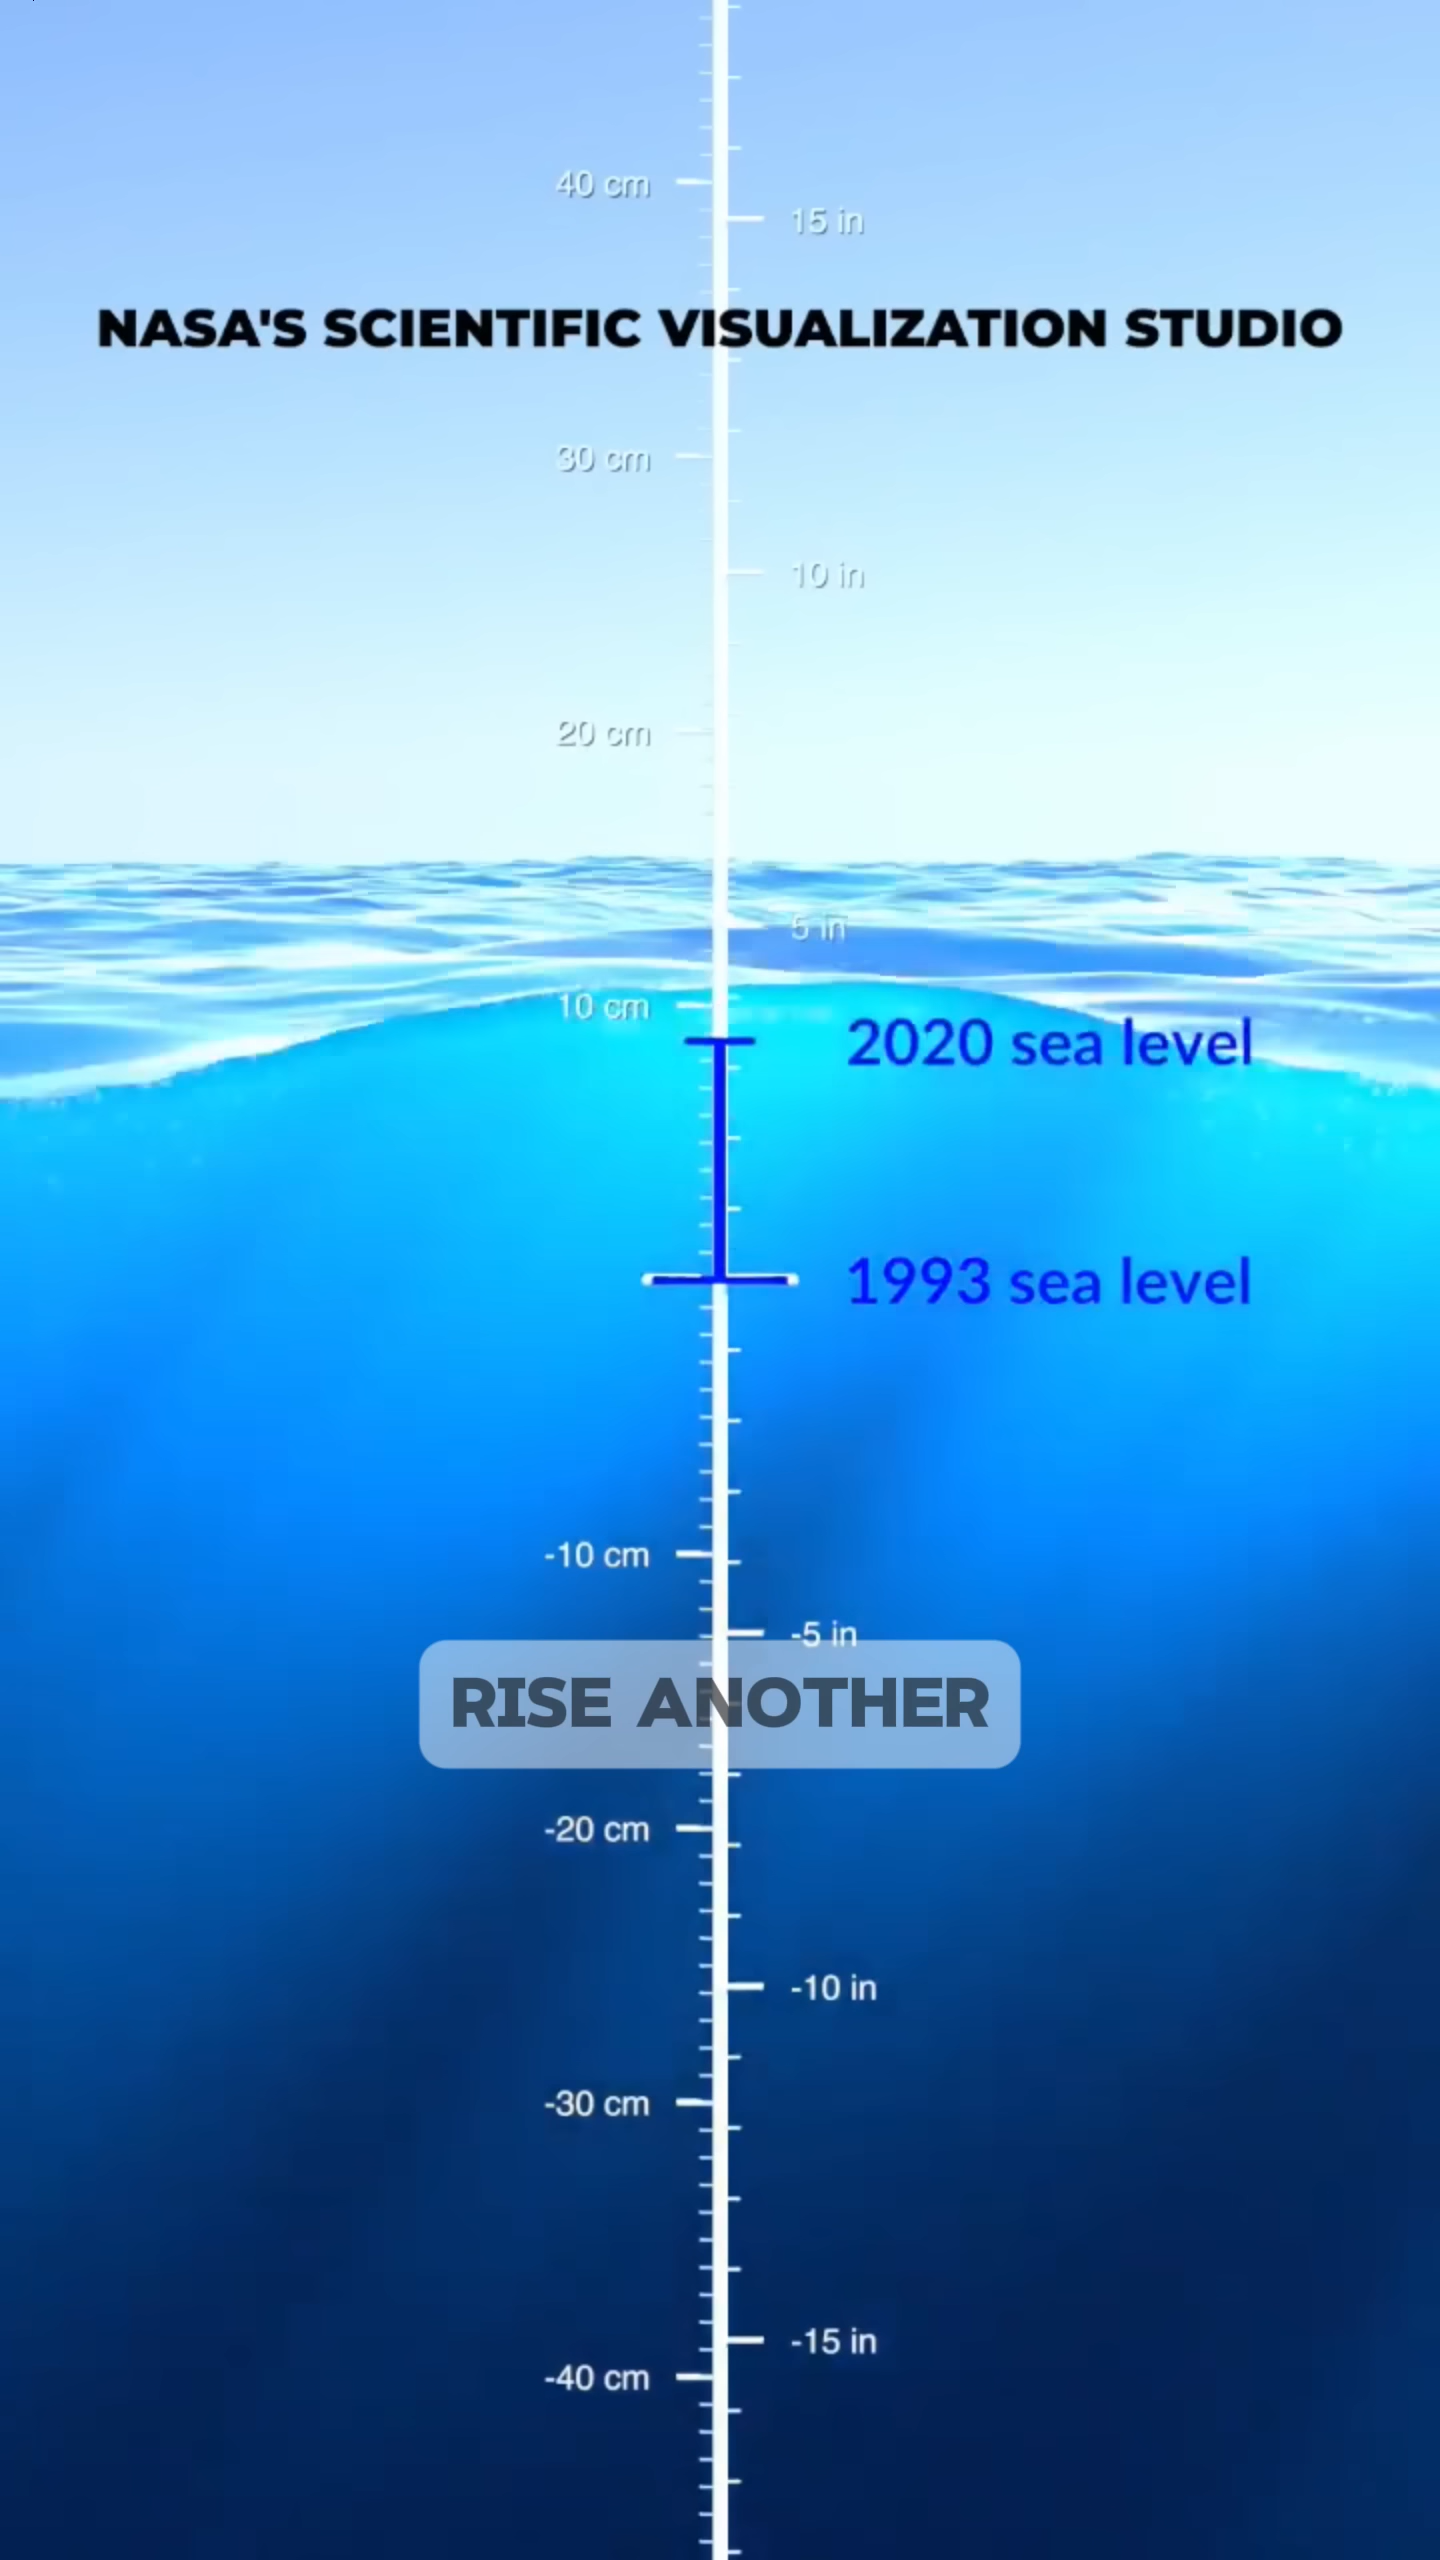 40 cm
15 in
NASA'S SCIENTIFIC VISUALIZATION STUDIO
30 cm
10 in
20 cm
5 in
10 cm
2020 sea level
1993 sea level
-10 cm
-5 in
RISE ANOTHER
-20 cm
-10 in
-30 cm
-15 in
-40 cm